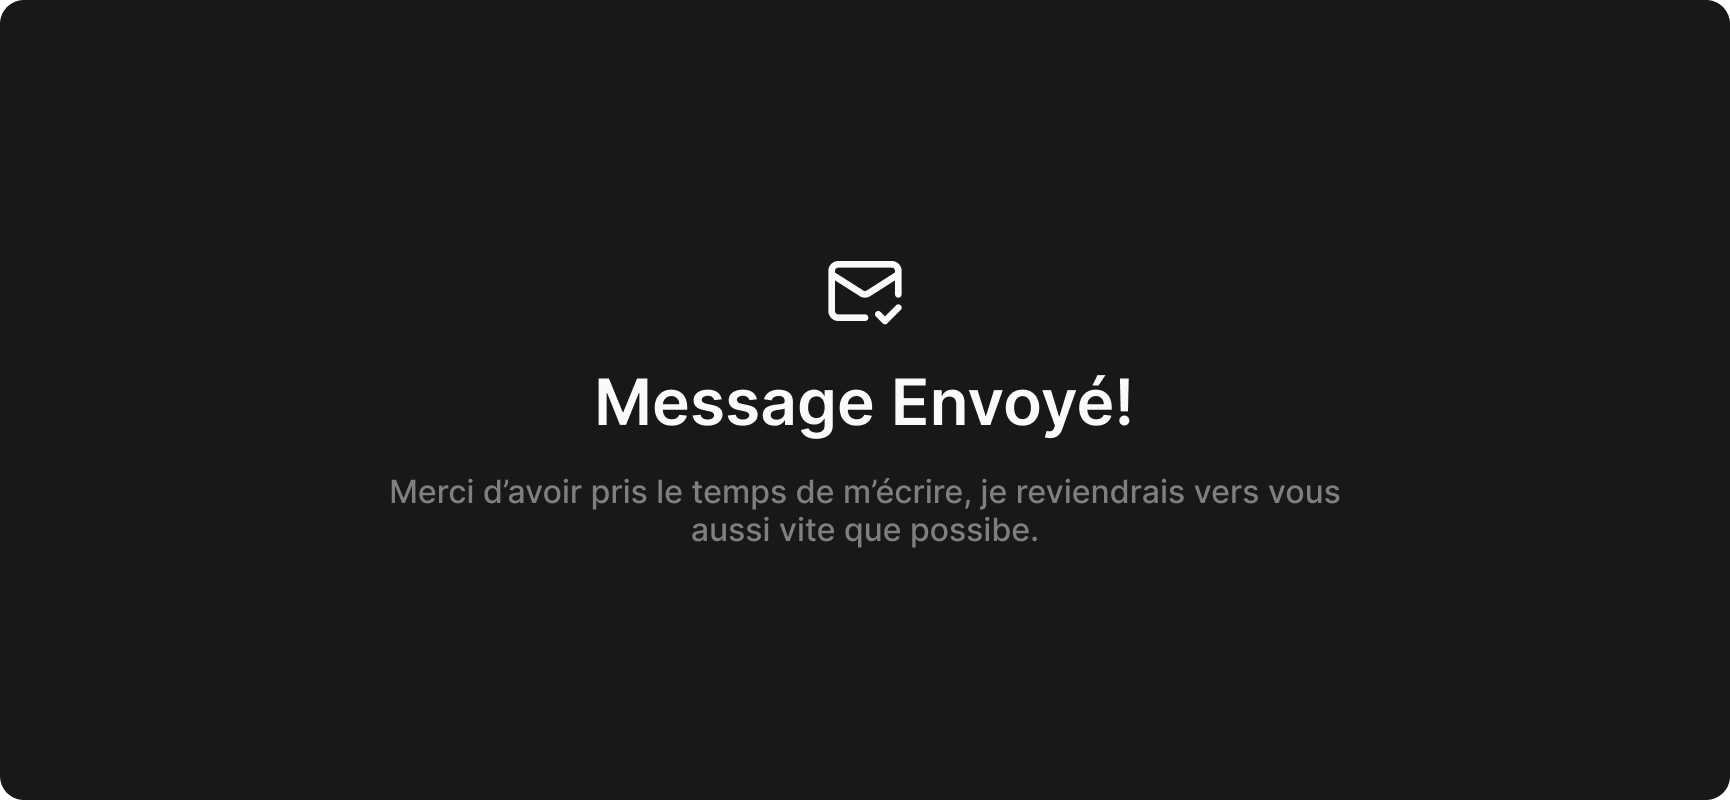 Message Envoyé!
Merci d’avoir pris le temps de m’écrire, je reviendrais vers vous
aussi vite que possibe.